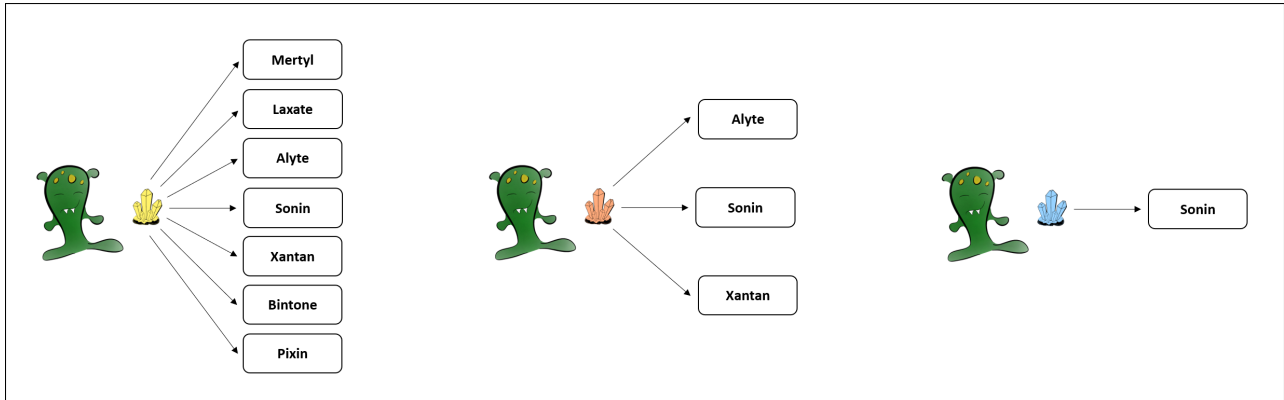 Mertyl
Laxate
Alyte
Sonin
Xantan
Bintone
Pixin
Alyte
Sonin
Xantan
Sonin